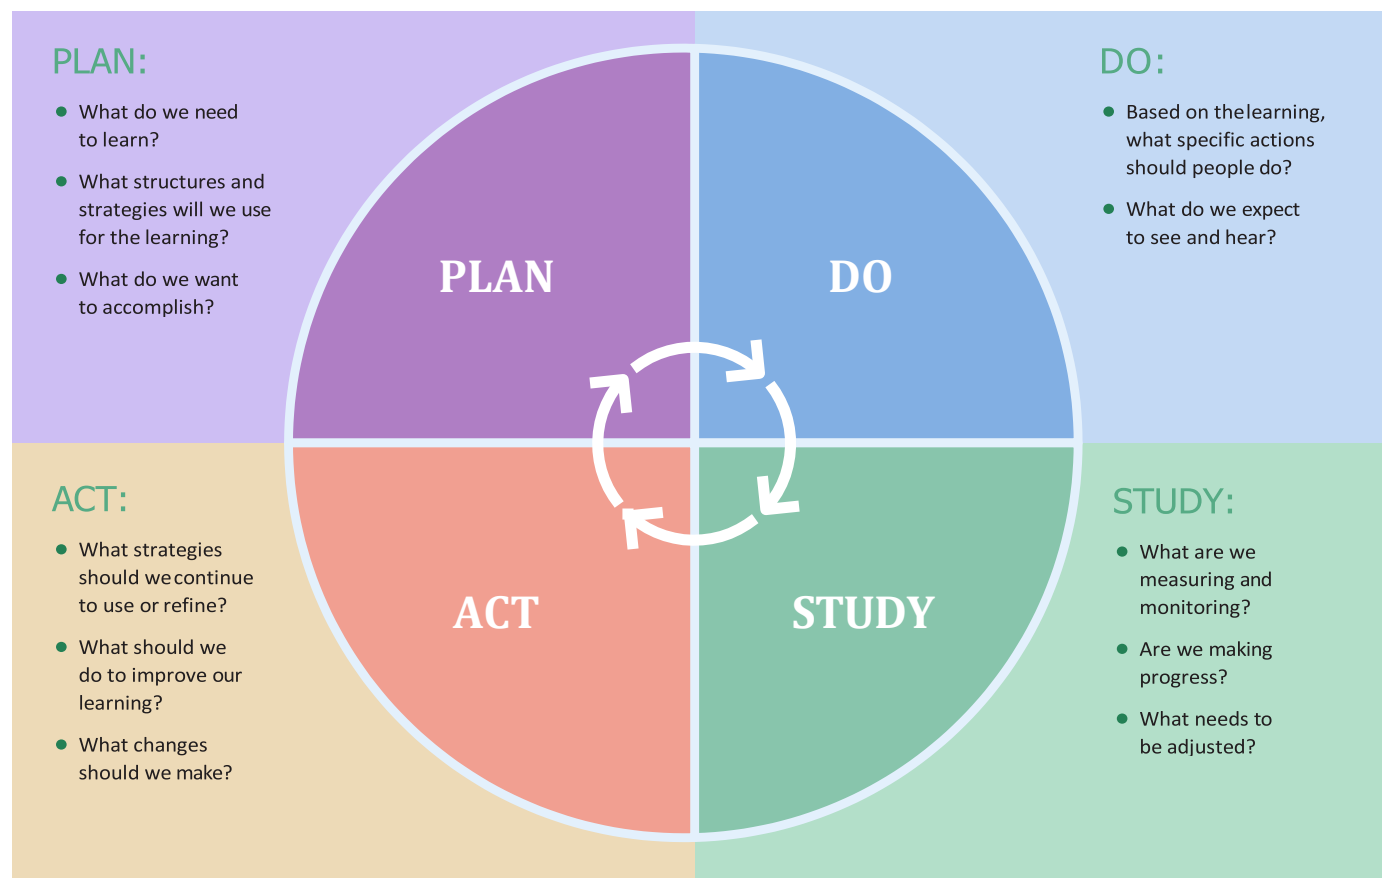 PLAN:
What do we need
to learn?
What structures and
strategies will we use
for the learning?
What do we want
to accomplish?
DO:
Based on the learning,
what specific actions
should people do?
What do we expect
to see and hear?
PLAN
DO
ACT
STUDY
ACT:
What strategies
should we continue
to use or refine?
What should we
do to improve our
learning?
What changes
should we make?
STUDY:
What are we
measuring and
monitoring?
Are we making
progress?
What needs to
be adjusted?